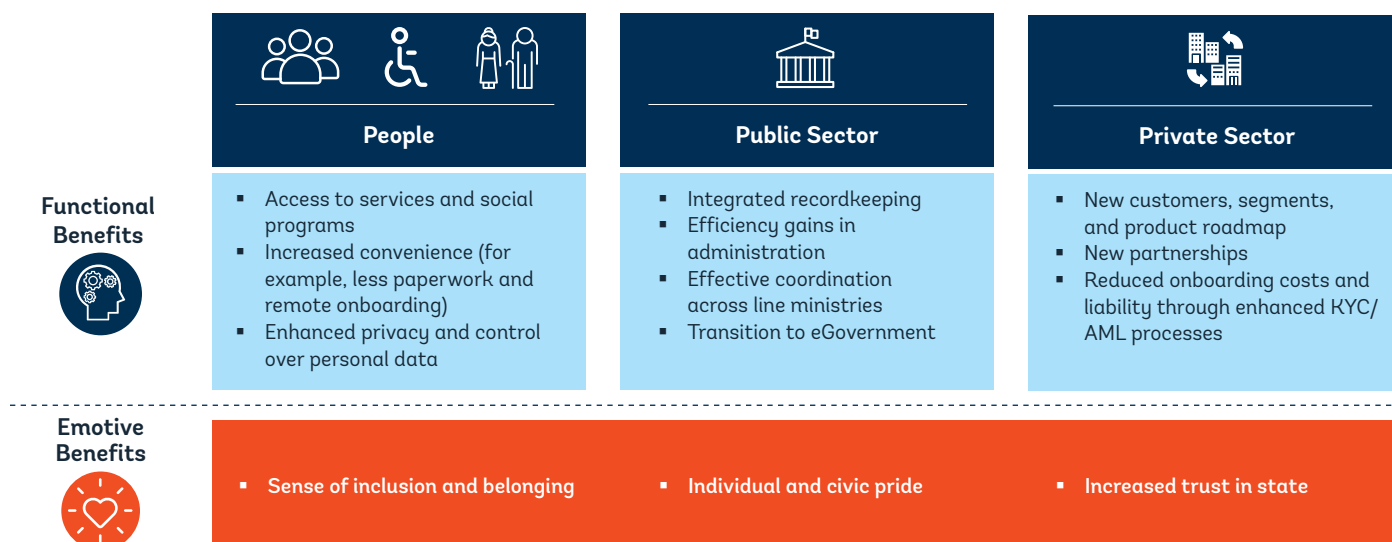 People
Public Sector
Private Sector
Functional
Benefits
▪ Access to services and social
programs
▪ Increased convenience (for
example, less paperwork and
remote onboarding)
▪ Enhanced privacy and control
over personal data
▪ Integrated recordkeeping
▪ Efficiency gains in
administration
▪ Effective coordination
across line ministries
▪ Transition to eGovernment
▪ New customers, segments,
and product roadmap
▪ New partnerships
▪ Reduced onboarding costs and
liability through enhanced KYC/
AML processes
Emotive
Benefits
▪ Sense of inclusion and belonging
▪ Individual and civic pride
▪ Increased trust in state